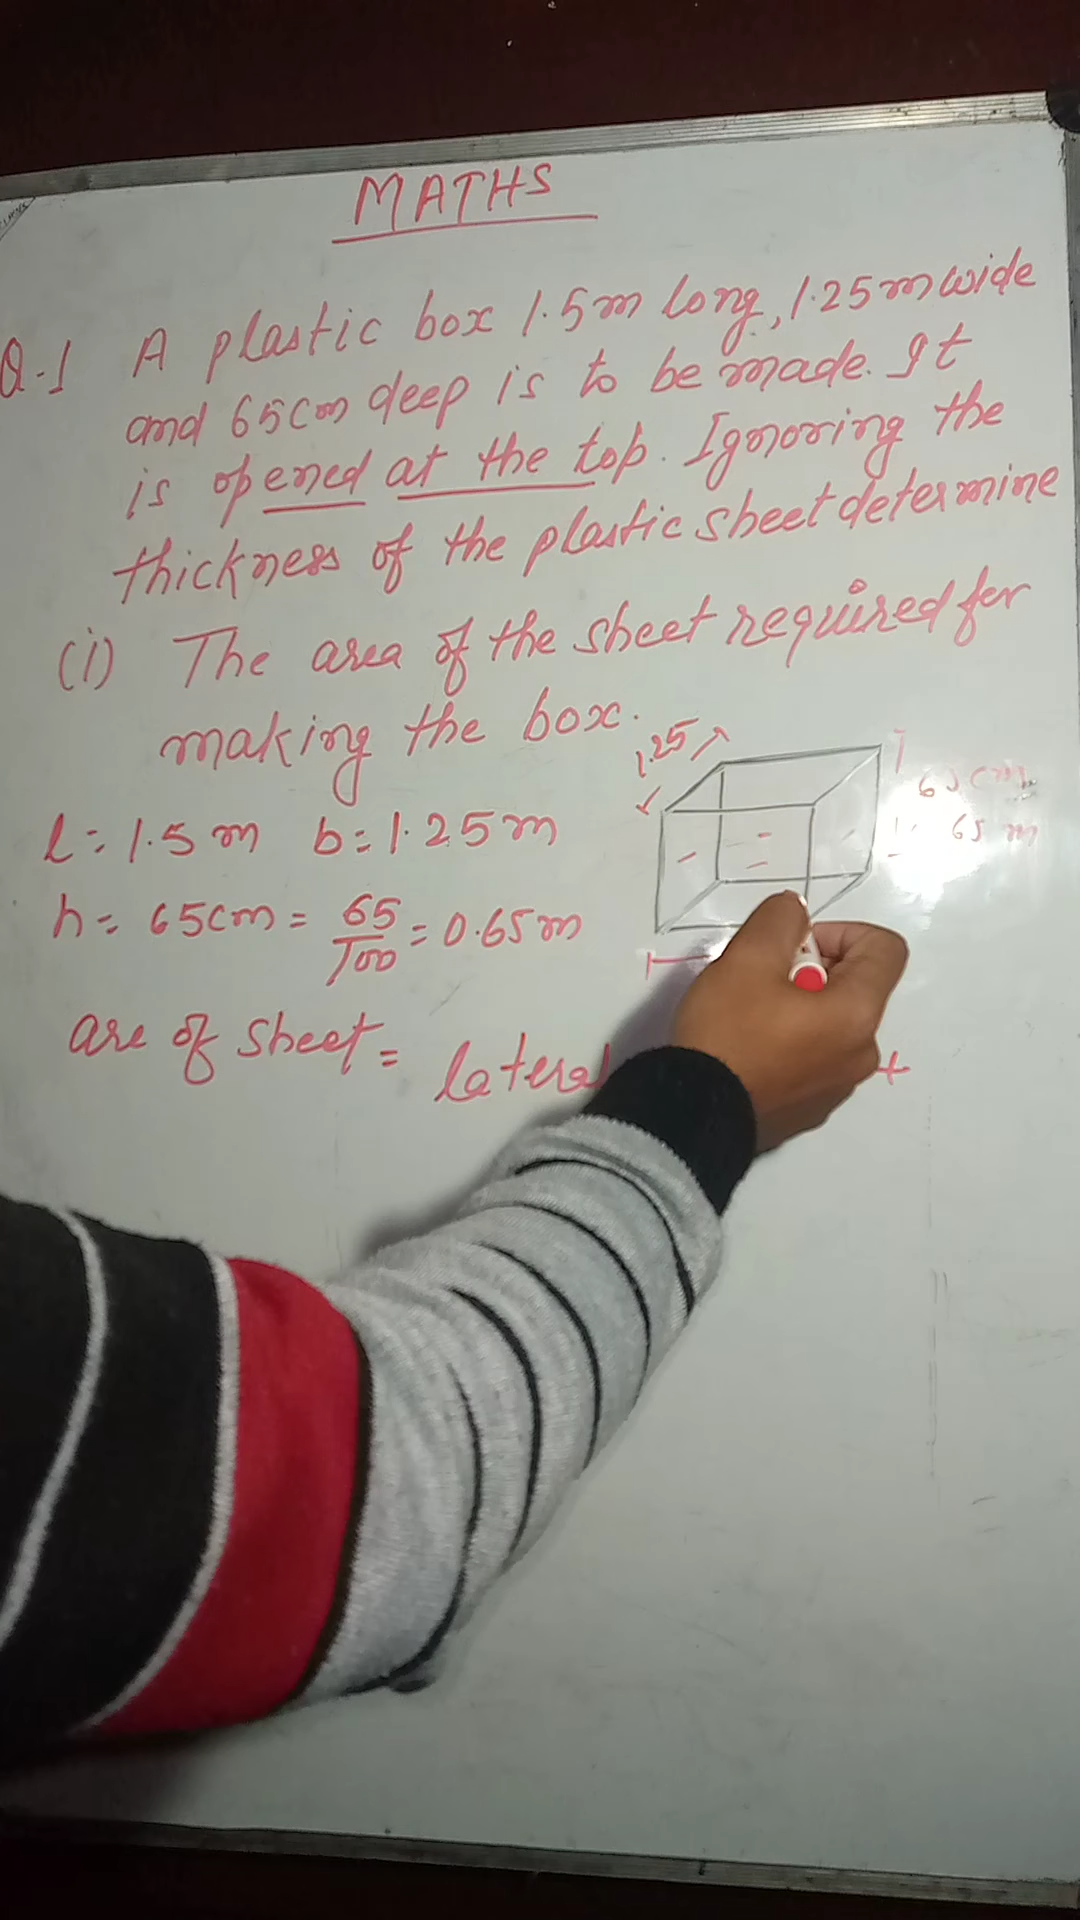 MATHS
Q-1 A plastic box 1.5m long, 1.25m wide
and 65cm deep is to be made. It
is opened at the top. Ignoring the
thickness of the plastic sheet determine
(i) The area of the sheet required for
making the box.
1.25
65cm
65 m
l = 1.5 m b = 1.25m
h = 65cm = 65/100 = 0.65m
are of sheet = lateral +